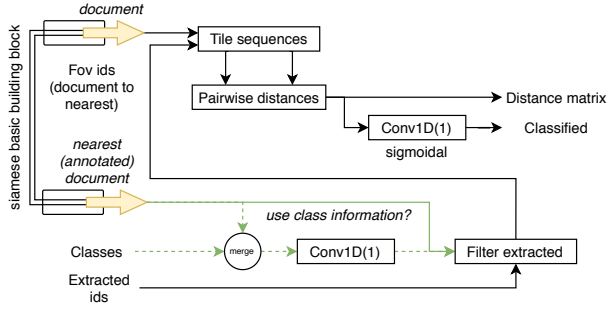 siamese basic building block
document
Tile sequences
Fov ids
(document to
nearest)
Pairwise distances
Distance matrix
Conv1D(1)
Classified
sigmoidal
nearest
(annotated)
document
use class information?
Classes
merge
Conv1D(1)
Filter extracted
Extracted
ids